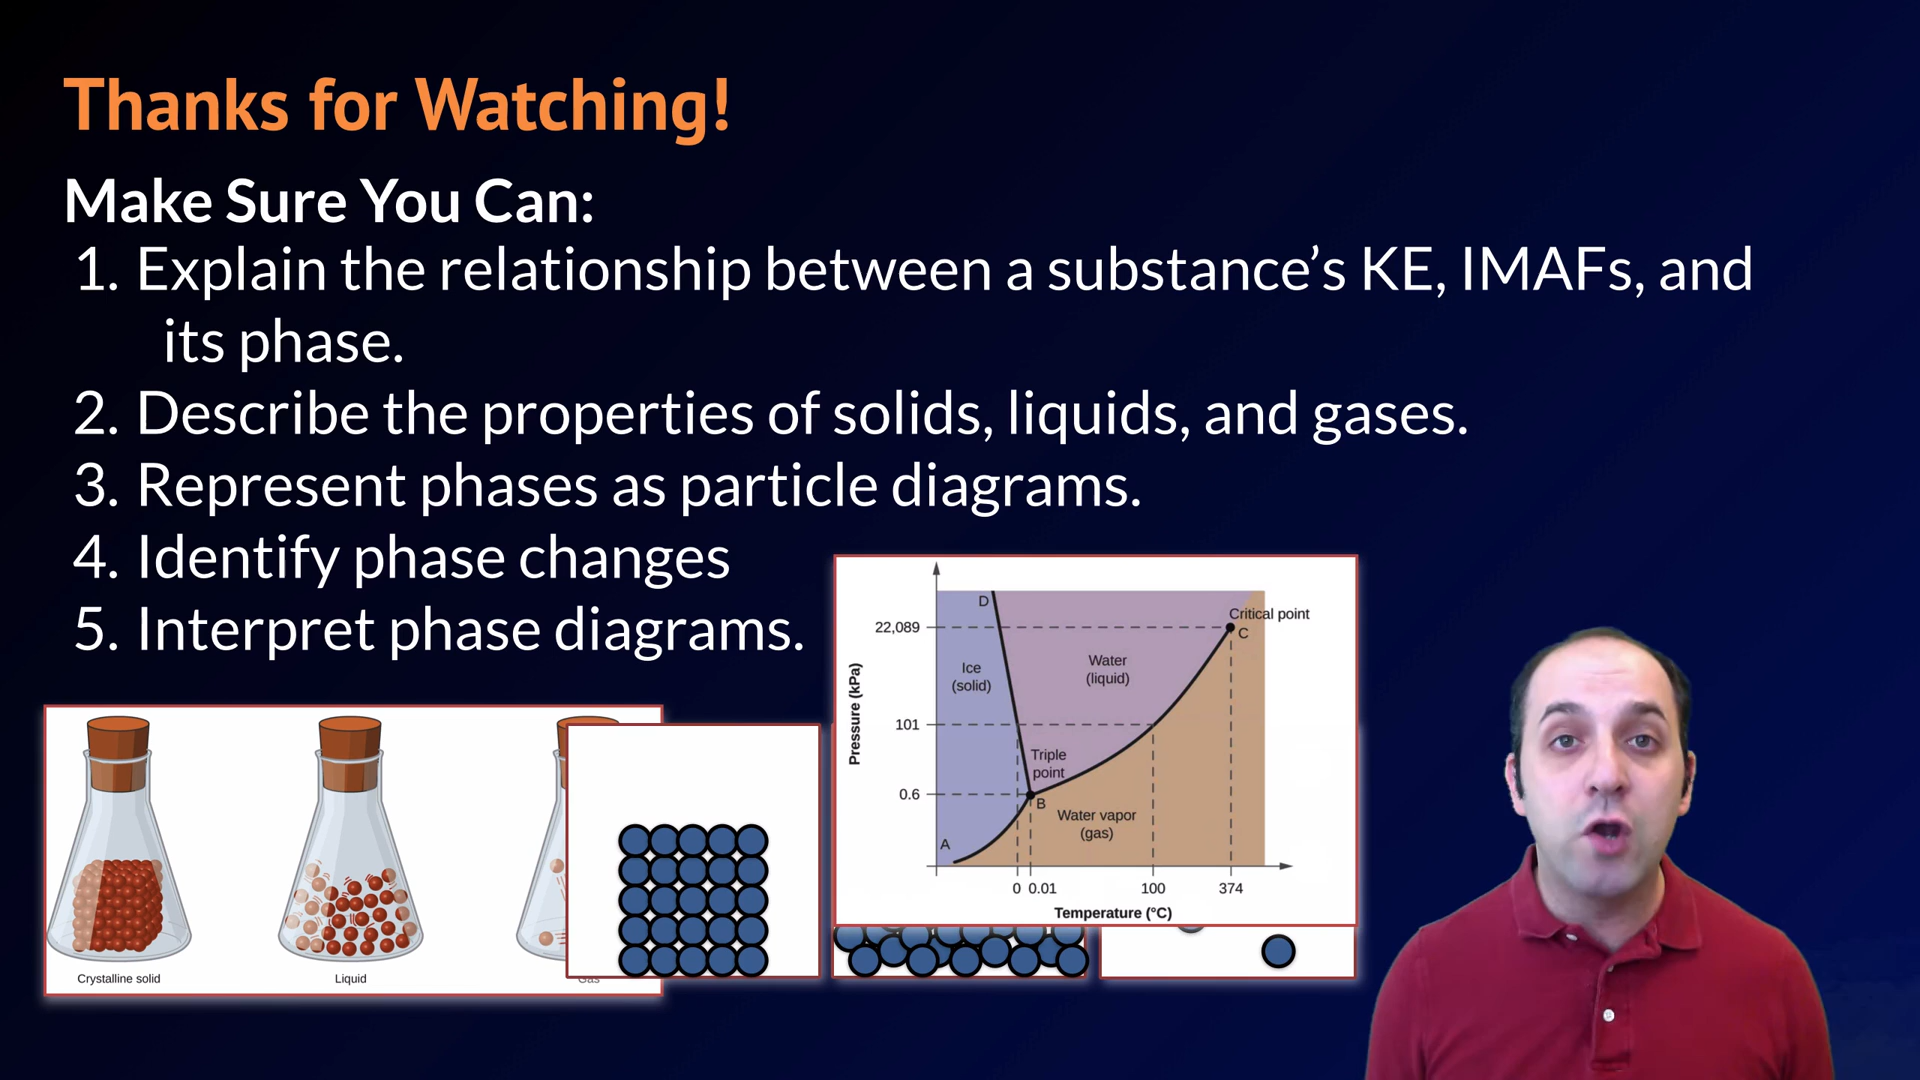 Thanks for Watching!
Make Sure You Can:
1. Explain the relationship between a substance’s KE, IMAFs, and
its phase.
2. Describe the properties of solids, liquids, and gases.
3. Represent phases as particle diagrams.
4. Identify phase changes
5. Interpret phase diagrams.
Crystalline solid
Liquid
Gas
Pressure (kPa)
22,089
101
0.6
D
Critical point
C
Ice
(solid)
Water
(liquid)
Triple
point
B
Water vapor
(gas)
A
0 0.01 100 374
Temperature (°C)